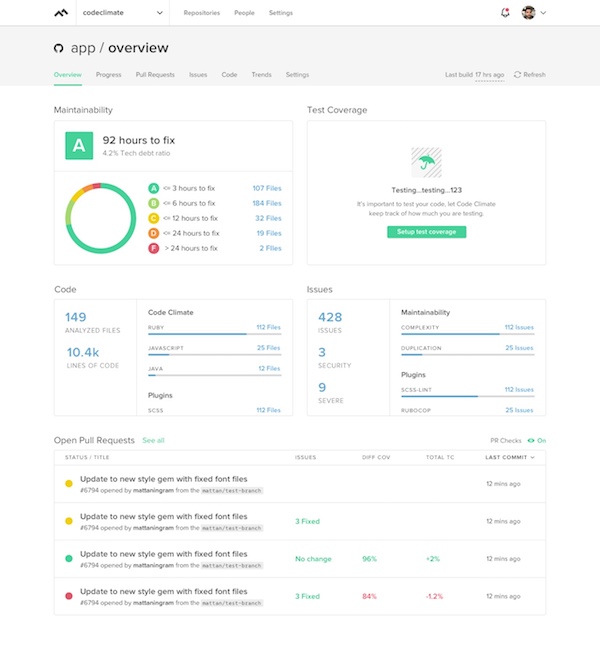 codeclimate Repositories People Settings
app / overview
Overview Progress Pull Requests Issues Code Trends Settings Last build 17 hrs ago Refresh
Maintainability
A 92 hours to fix
4.2% Tech debt ratio
A <= 3 hours to fix 107 Files
B <= 6 hours to fix 184 Files
C <= 12 hours to fix 32 Files
D <= 24 hours to fix 19 Files
F > 24 hours to fix 2 Files
Test Coverage
Testing...testing...123
It's important to test your code, let Code Climate
keep track of how much you are testing.
Setup test coverage
Code
149
ANALYZED FILES
10.4k
LINES OF CODE
Code Climate
RUBY 112 Files
JAVASCRIPT 25 Files
JAVA 12 Files
Plugins
SCSS 112 Files
Issues
428
ISSUES
3
SECURITY
9
SEVERE
Maintainability
COMPLEXITY 112 Issues
DUPLICATION 25 Issues
Plugins
SCSS-LINT 112 Issues
RUBOCOP 25 Issues
Open Pull Requests See all PR Checks On
STATUS / TITLE ISSUES DIFF COV TOTAL TC LAST COMMIT
Update to new style gem with fixed font files 12 mins ago
#6794 opened by mattaningram from the mattan/test-branch
Update to new style gem with fixed font files 3 Fixed 12 mins ago
#6794 opened by mattaningram from the mattan/test-branch
Update to new style gem with fixed font files No change 96% +2% 12 mins ago
#6794 opened by mattaningram from the mattan/test-branch
Update to new style gem with fixed font files 3 Fixed 84% -1.2% 12 mins ago
#6794 opened by mattaningram from the mattan/test-branch